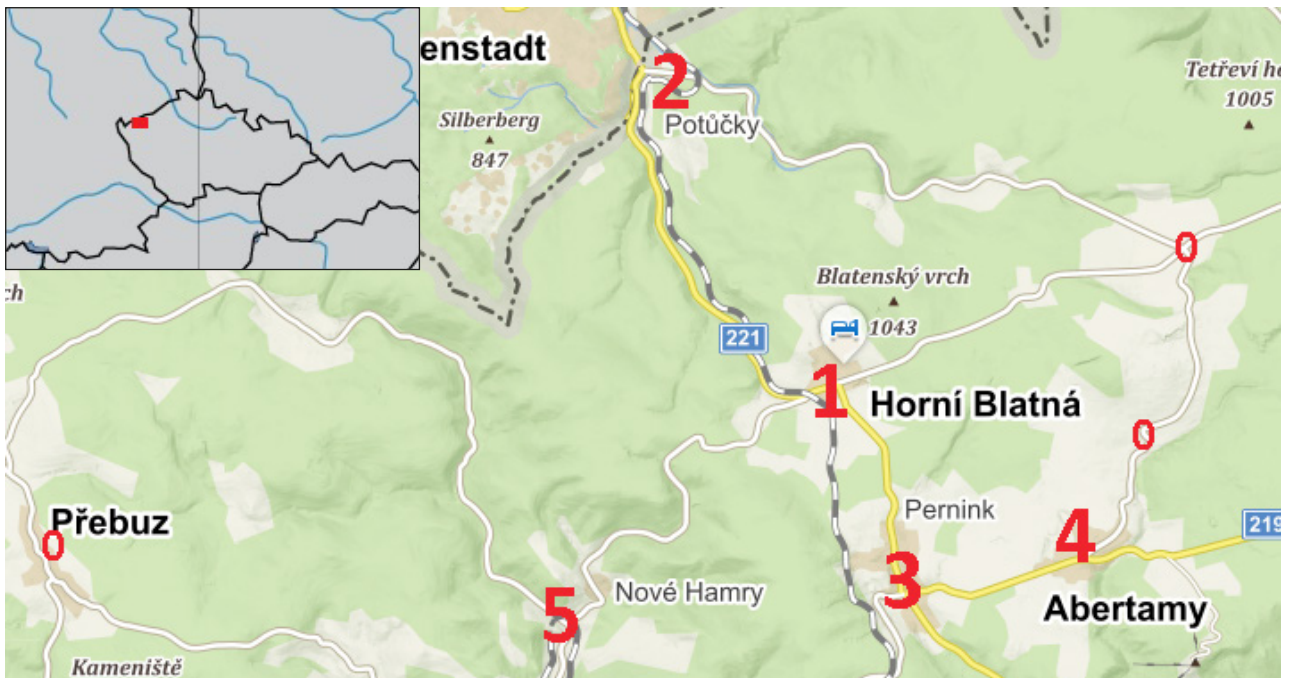 enstadt
2
Tetřeví h
1005
Silberberg
847
Potůčky
0
Blatenský vrch
1043
ch
221
1
Horní Blatná
0
Přebuz
0
Pernink
4
219
3
Nové Hamry
5
Abertamy
Kameniště